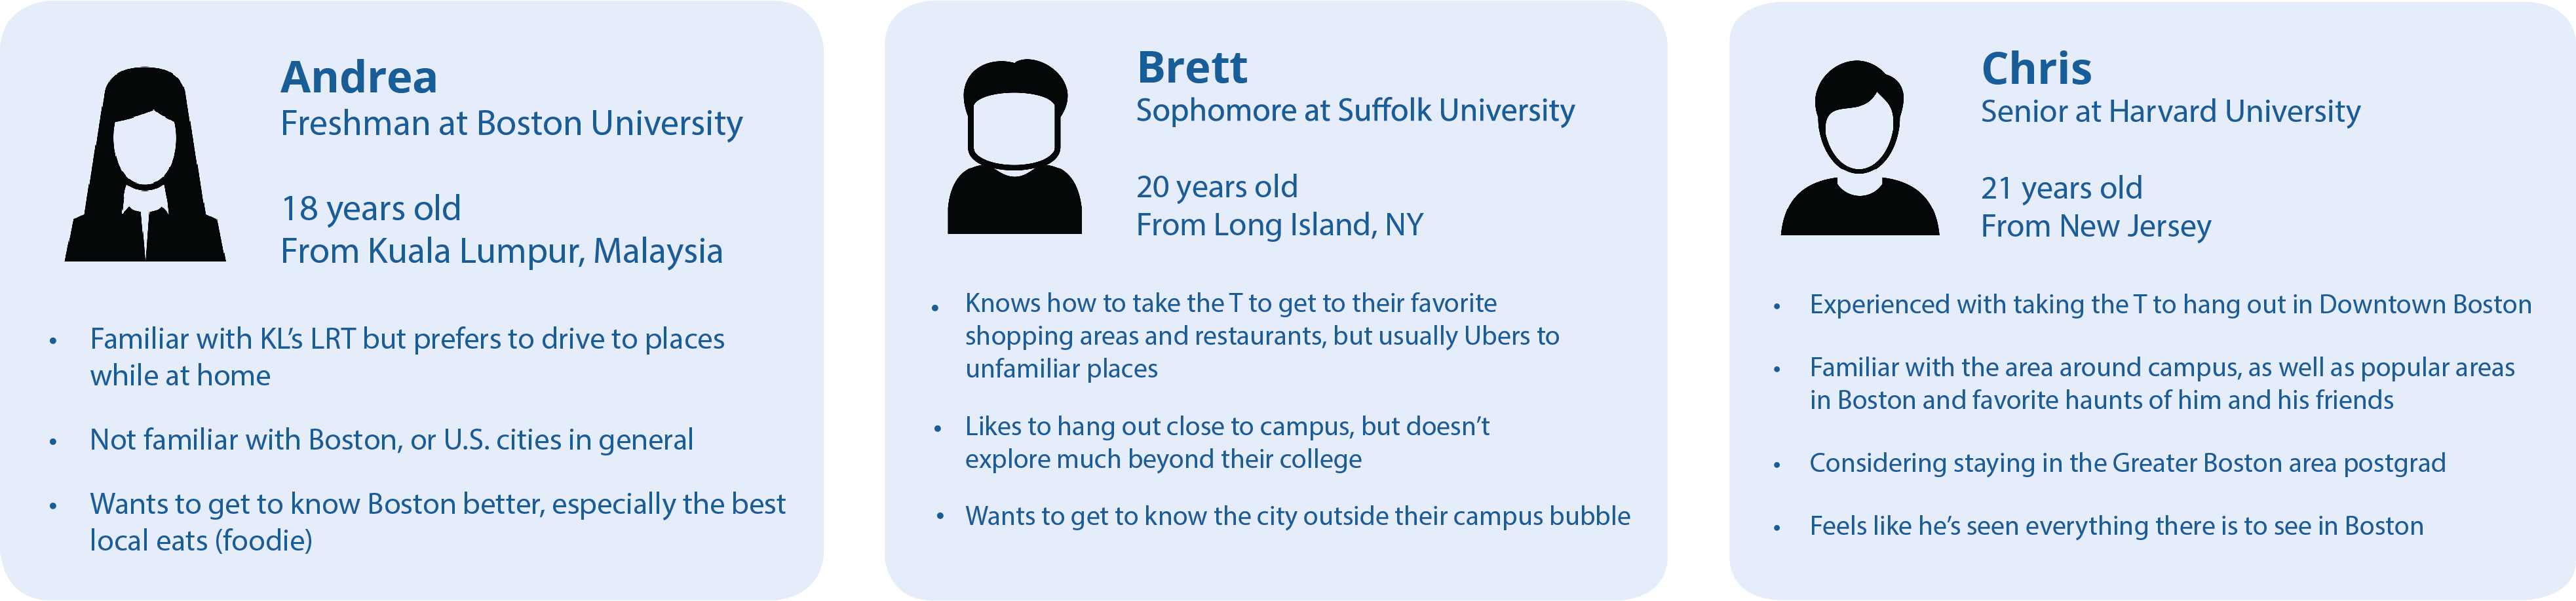 Andrea
Freshman at Boston University
18 years old
From Kuala Lumpur, Malaysia
• Familiar with KL’s LRT but prefers to drive to places
while at home
• Not familiar with Boston, or U.S. cities in general
• Wants to get to know Boston better, especially the best
local eats (foodie)
Brett
Sophomore at Suffolk University
20 years old
From Long Island, NY
• Knows how to take the T to get to their favorite
shopping areas and restaurants, but usually Ubers to
unfamiliar places
• Likes to hang out close to campus, but doesn’t
explore much beyond their college
• Wants to get to know the city outside their campus bubble
Chris
Senior at Harvard University
21 years old
From New Jersey
• Experienced with taking the T to hang out in Downtown Boston
• Familiar with the area around campus, as well as popular areas
in Boston and favorite haunts of him and his friends
• Considering staying in the Greater Boston area postgrad
• Feels like he’s seen everything there is to see in Boston